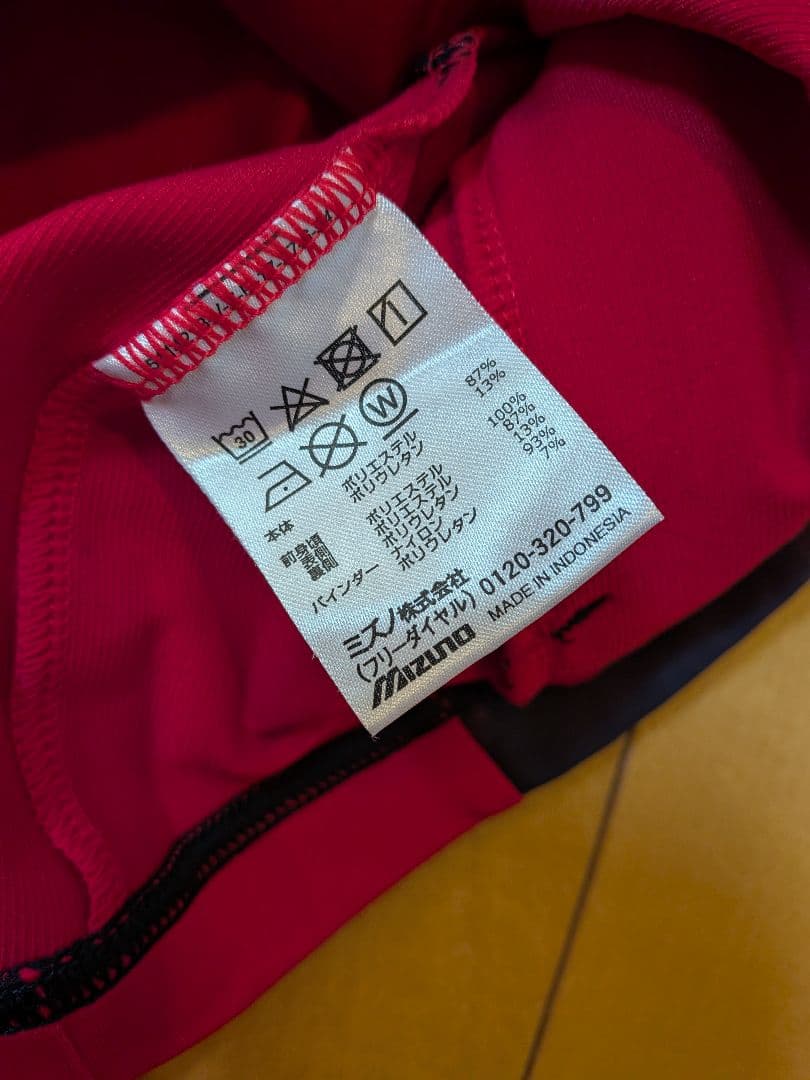 30
W
本体 ポリエステル 87%
ポリウレタン 13%
前身頃
表側 ポリエステル 100%
裏側 ポリエステル 87%
ポリウレタン 13%
バインダー ナイロン 93%
ポリウレタン 7%
ミズノ株式会社
(フリーダイヤル) 0120-320-799
Mizuno MADE IN INDONESIA